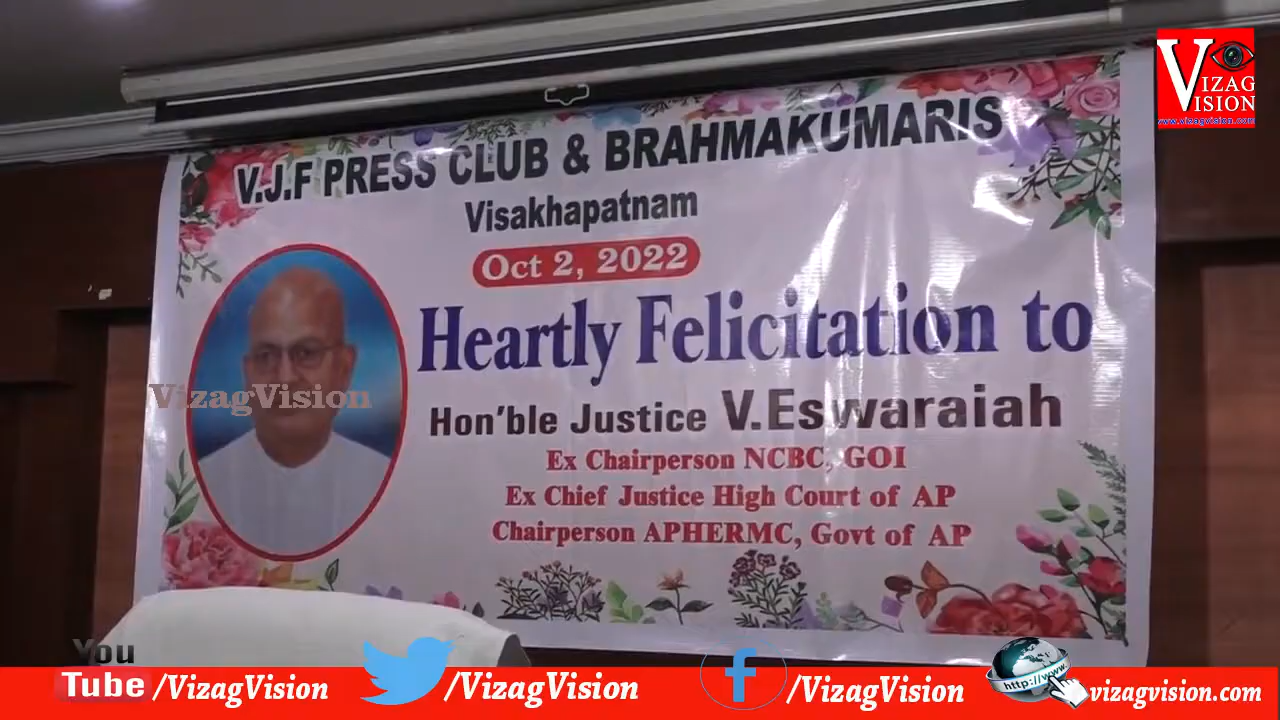 VIZAG
VISION
www.vizagvision.com
V.J.F PRESS CLUB & BRAHMAKUMARIS
Visakhapatnam
Oct 2, 2022
Heartly Felicitation to
Hon'ble Justice V.Eswaraiah
Ex Chairperson NCBC, GOI
Ex Chief Justice High Court of AP
Chairperson APHERMC, Govt of AP
VizagVision
You
Tube /VizagVision
/VizagVision
f /VizagVision
http://www.
vizagvision.com